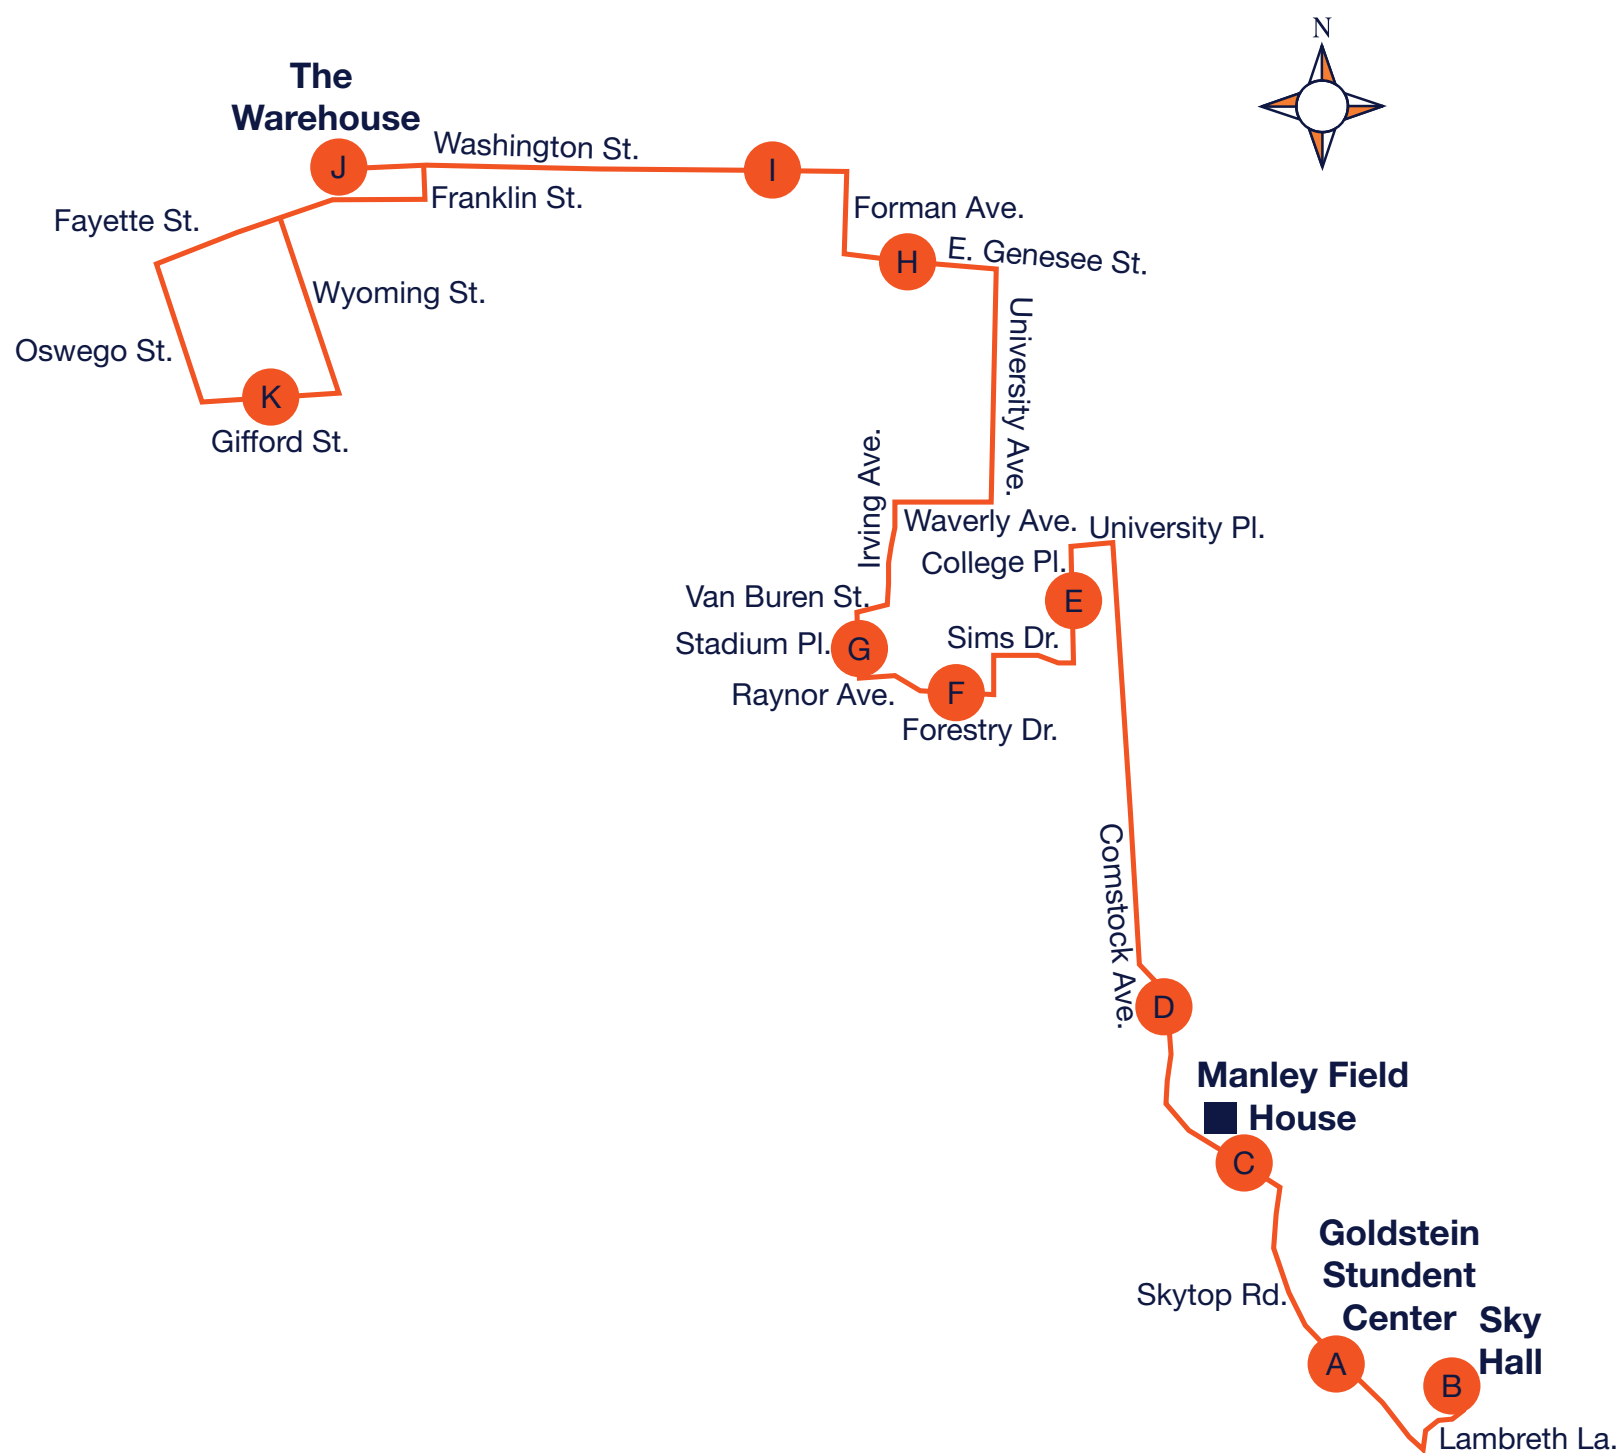 N
The
Warehouse
J
Washington St.
I
Franklin St.
Fayette St.
Forman Ave.
H
E. Genesee St.
Wyoming St.
Oswego St.
K
Gifford St.
University Ave.
Irving Ave.
Waverly Ave.
University Pl.
College Pl.
Van Buren St.
E
Stadium Pl.
G
Sims Dr.
Raynor Ave.
F
Forestry Dr.
Comstock Ave.
D
Manley Field
House
C
Goldstein
Stundent
Center
Skytop Rd.
Sky
Hall
A
B
Lambreth La.